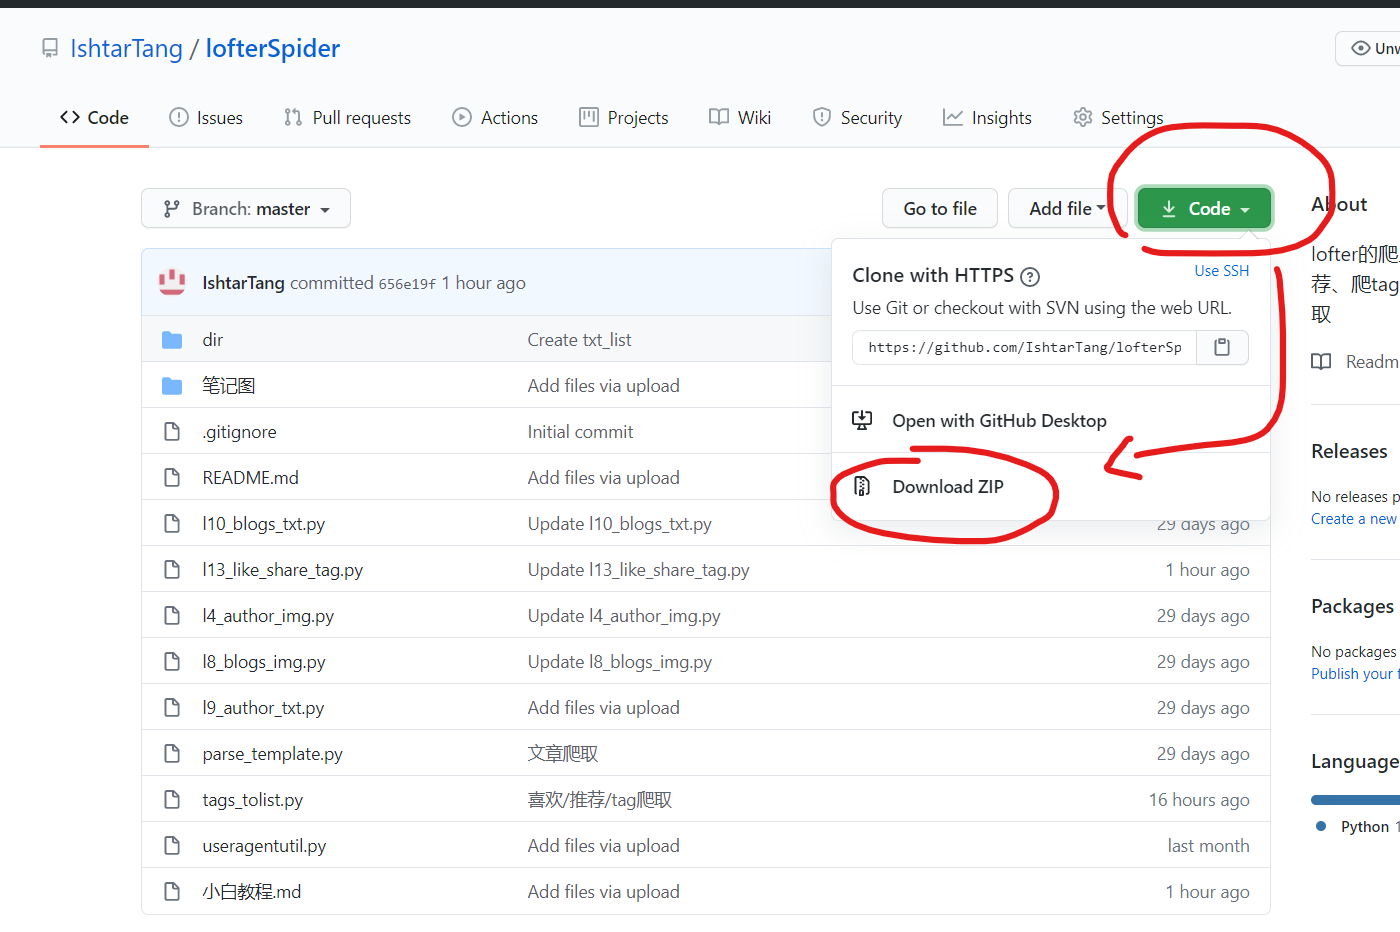 IshtarTang / lofterSpider
Unw
Code Issues Pull requests Actions Projects Wiki Security Insights Settings
Branch: master Go to file Add file Code
About
lofter的爬
荐、爬tag
取
Readm
Releases
No releases p
Create a new
Packages
No packages
Publish your f
Language
Python 1
Clone with HTTPS ? Use SSH
Use Git or checkout with SVN using the web URL.
https://github.com/IshtarTang/lofterSp
Open with GitHub Desktop
Download ZIP
IshtarTang committed 656e19f 1 hour ago
dir Create txt_list
笔记图 Add files via upload
.gitignore Initial commit
README.md Add files via upload
l10_blogs_txt.py Update l10_blogs_txt.py 29 days ago
l13_like_share_tag.py Update l13_like_share_tag.py 1 hour ago
l4_author_img.py Update l4_author_img.py 29 days ago
l8_blogs_img.py Update l8_blogs_img.py 29 days ago
l9_author_txt.py Add files via upload 29 days ago
parse_template.py 文章爬取 29 days ago
tags_tolist.py 喜欢/推荐/tag爬取 16 hours ago
useragentutil.py Add files via upload last month
小白教程.md Add files via upload 1 hour ago